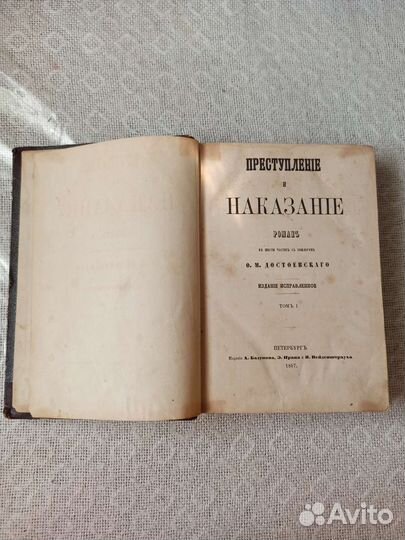 ПРЕСТУПЛЕНІЕ
И
НАКАЗАНІЕ
РОМАНЪ
ВЪ ШЕСТИ ЧАСТЯХЪ СЪ ЭПИЛОГОМЪ
Ѳ. М. ДОСТОЕВСКАГО
ИЗДАНІЕ ИСПРАВЛЕННОЕ
ТОМЪ I
ПЕТЕРБУРГЪ
Изданіе А. Базунова, Э. Праца и Я. Вейденштрауха
1867.
Avito